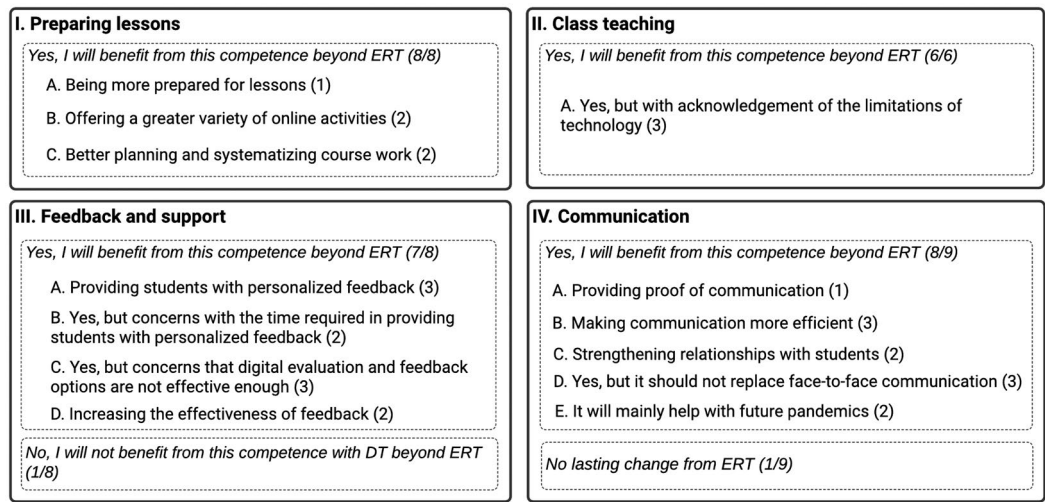 I. Preparing lessons
Yes, I will benefit from this competence beyond ERT (8/8)
A. Being more prepared for lessons (1)
B. Offering a greater variety of online activities (2)
C. Better planning and systematizing course work (2)
II. Class teaching
Yes, I will benefit from this competence beyond ERT (6/6)
A. Yes, but with acknowledgement of the limitations of
technology (3)
III. Feedback and support
Yes, I will benefit from this competence beyond ERT (7/8)
A. Providing students with personalized feedback (3)
B. Yes, but concerns with the time required in providing
students with personalized feedback (2)
C. Yes, but concerns that digital evaluation and feedback
options are not effective enough (3)
D. Increasing the effectiveness of feedback (2)
No, I will not benefit from this competence with DT beyond ERT
(1/8)
IV. Communication
Yes, I will benefit from this competence beyond ERT (8/9)
A. Providing proof of communication (1)
B. Making communication more efficient (3)
C. Strengthening relationships with students (2)
D. Yes, but it should not replace face-to-face communication (3)
E. It will mainly help with future pandemics (2)
No lasting change from ERT (1/9)